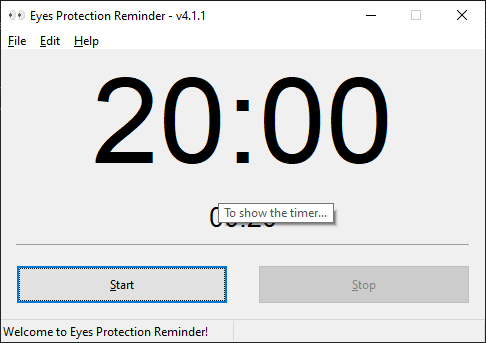 Eyes Protection Reminder - v4.1.1
File Edit Help
20:00
To show the timer...
Start Stop
Welcome to Eyes Protection Reminder!